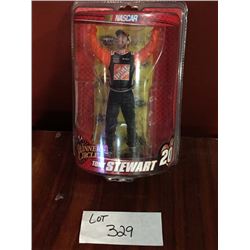 NASCAR
WINNER'S
CIRCLE
TONY STEWART 20
LOT
329